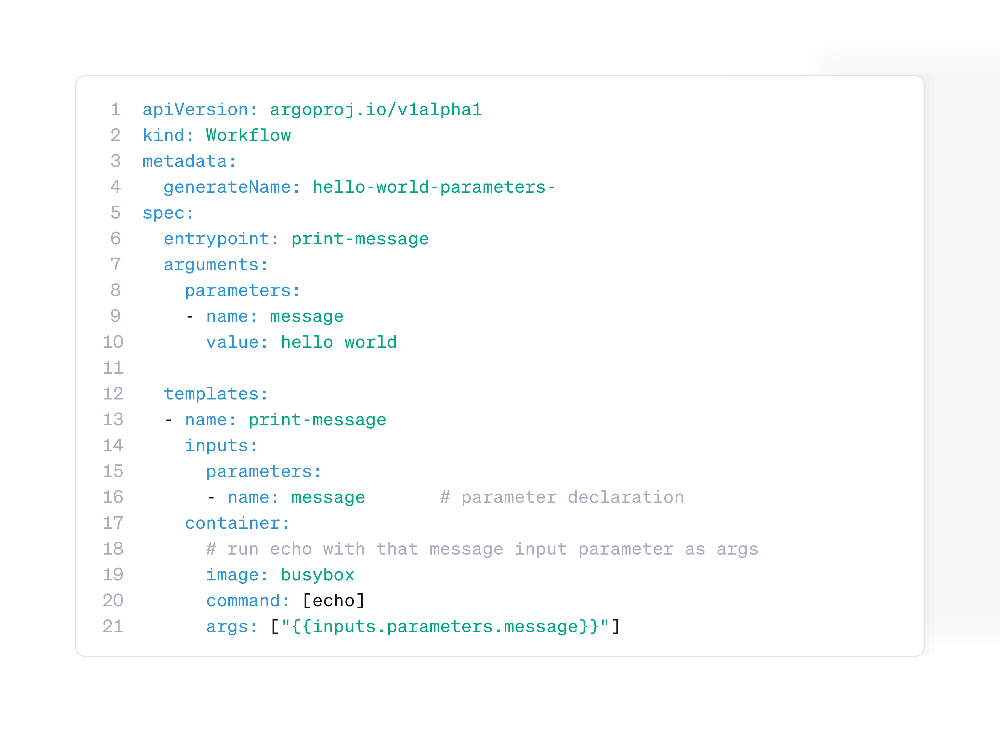 1 apiVersion: argoproj.io/v1alpha1
2 kind: Workflow
3 metadata:
4   generateName: hello-world-parameters-
5 spec:
6   entrypoint: print-message
7   arguments:
8     parameters:
9     - name: message
10       value: hello world
11
12   templates:
13   - name: print-message
14     inputs:
15       parameters:
16       - name: message       # parameter declaration
17     container:
18       # run echo with that message input parameter as args
19       image: busybox
20       command: [echo]
21       args: ["{{inputs.parameters.message}}"]